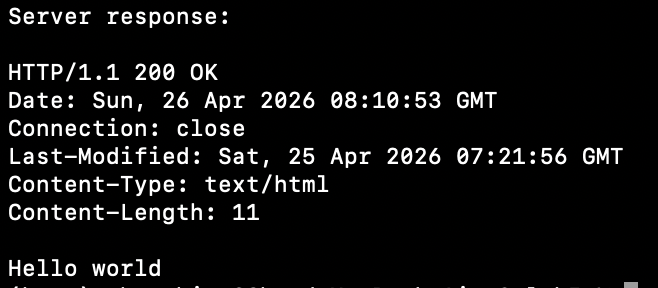 Server response:
HTTP/1.1 200 OK
Date: Sun, 26 Apr 2026 08:10:53 GMT
Connection: close
Last-Modified: Sat, 25 Apr 2026 07:21:56 GMT
Content-Type: text/html
Content-Length: 11
Hello world